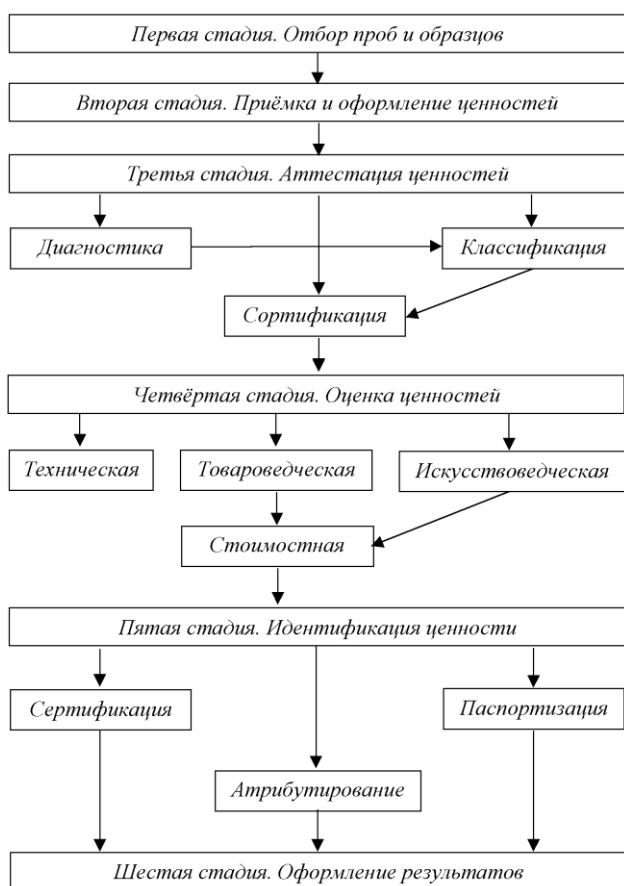 Первая стадия. Отбор проб и образцов
Вторая стадия. Приёмка и оформление ценностей
Третья стадия. Аттестация ценностей
Диагностика
Классификация
Сортификация
Четвёртая стадия. Оценка ценностей
Техническая
Товароведческая
Искусствоведческая
Стоимостная
Пятая стадия. Идентификация ценности
Сертификация
Паспортизация
Атрибутирование
Шестая стадия. Оформление результатов